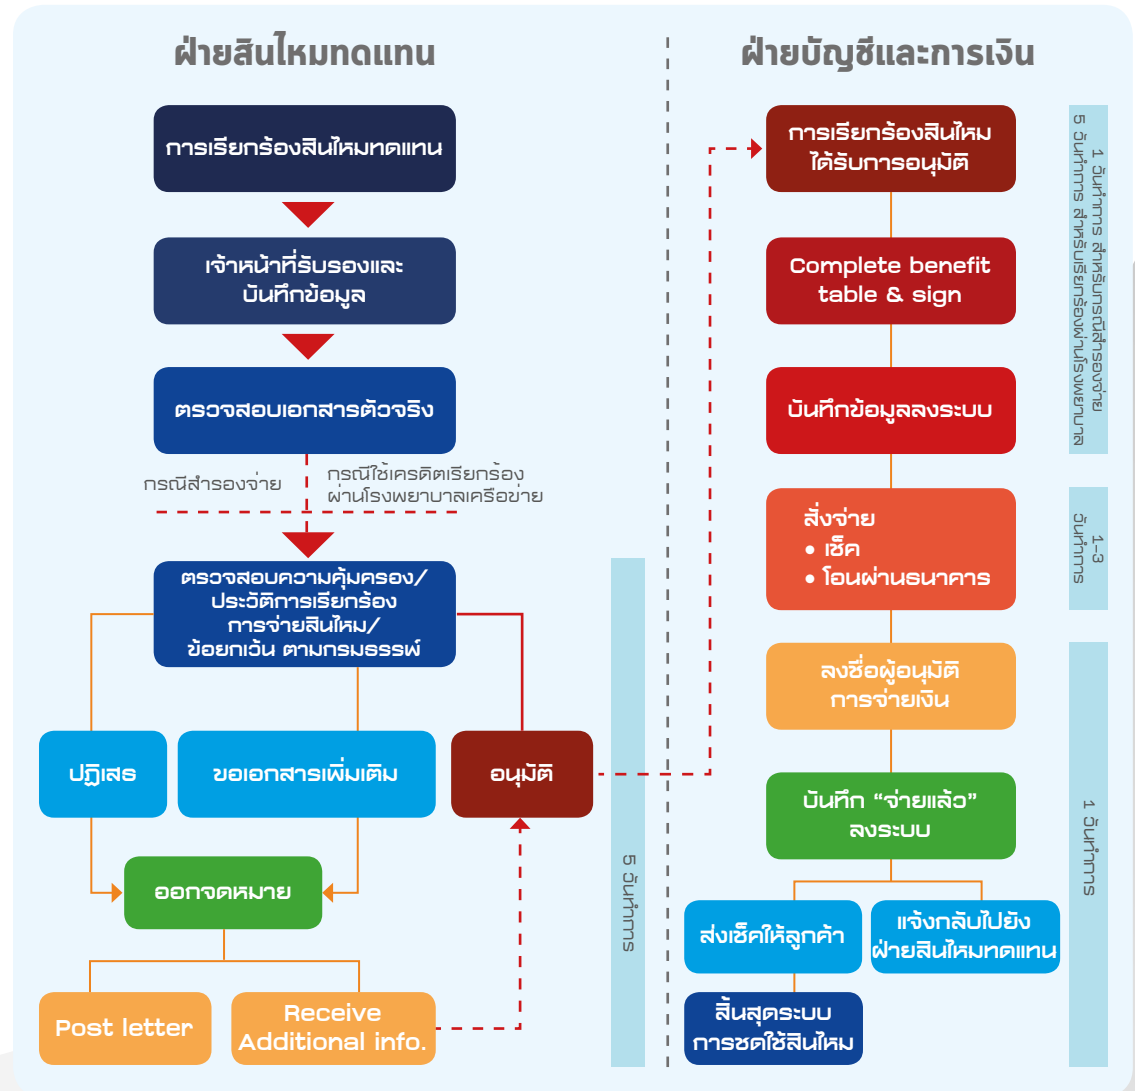 ฝ่ายสินไหมทดแทน
การเรียกร้องสินไหมทดแทน
เจ้าหน้าที่รับรองและ
บันทึกข้อมูล
ตรวจสอบเอกสารตัวจริง
กรณีสำรองจ่าย
กรณีใช้เครดิตเรียกร้อง
ผ่านโรงพยาบาลเครือข่าย
ตรวจสอบความคุ้มครอง/
ประวัติการเรียกร้อง
การจ่ายสินไหม/
ข้อยกเว้น ตามกรมธรรพ์
ปฏิเสธ
ขอเอกสารเพิ่มเติม
อนุมัติ
ออกจดหมาย
Post letter
Receive
Additional info.
5 วันทำการ
ฝ่ายบัญชีและการเงิน
การเรียกร้องสินไหม
ได้รับการอนุมัติ
Complete benefit
table & sign
บันทึกข้อมูลลงระบบ
1 วันทำการ สำหรับกรณีสำรองจ่าย
5 วันทำการ สำหรับเรียกร้องผ่านโรงพยาบาล
สั่งจ่าย
• เช็ค
• โอนผ่านธนาคาร
1-3
วันทำการ
ลงชื่อผู้อนุมัติ
การจ่ายเงิน
บันทึก “จ่ายแล้ว”
ลงระบบ
ส่งเช็คให้ลูกค้า
แจ้งกลับไปยัง
ฝ่ายสินไหมทดแทน
สิ้นสุดระบบ
การชดใช้สินไหม
1 วันทำการ